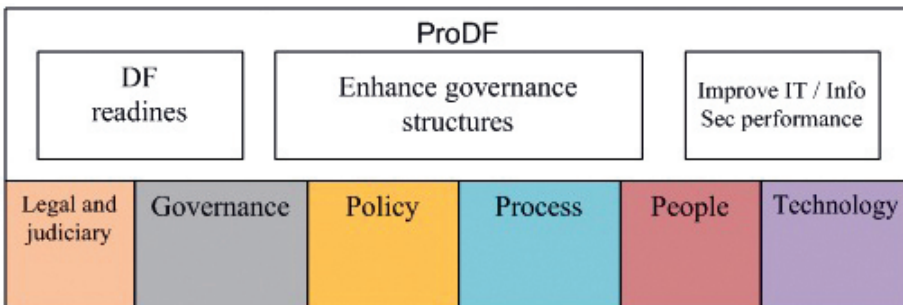 ProDF
DF
readines
Enhance governance
structures
Improve IT / Info
Sec performance
Legal and
judiciary
Governance
Policy
Process
People
Technology